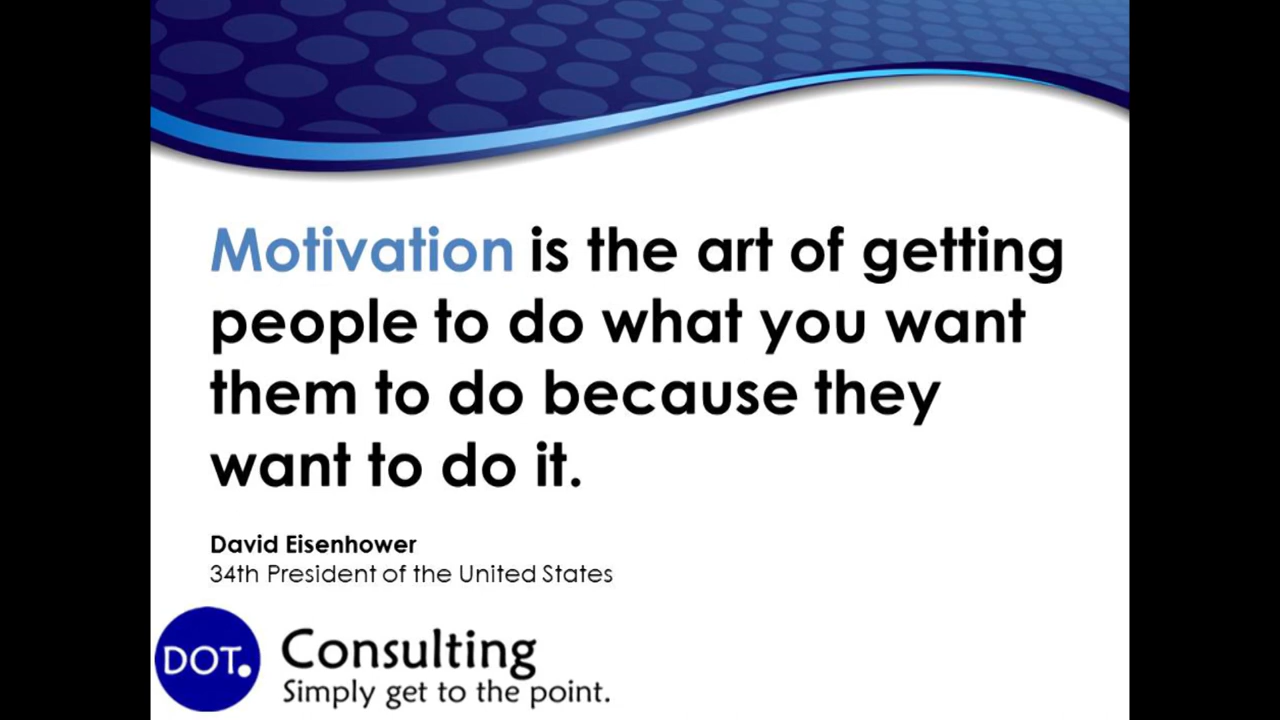 Motivation is the art of getting
people to do what you want
them to do because they
want to do it.
David Eisenhower
34th President of the United States
DOT.
Consulting
Simply get to the point.